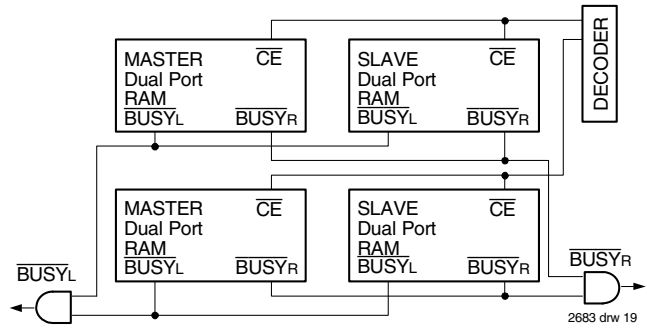 MASTER
Dual Port
RAM
CE
BUSYL
BUSYR
SLAVE
Dual Port
RAM
CE
BUSYL
BUSYR
DECODER
MASTER
Dual Port
RAM
CE
BUSYL
BUSYR
SLAVE
Dual Port
RAM
CE
BUSYL
BUSYR
BUSYL
BUSYR
2683 drw 19